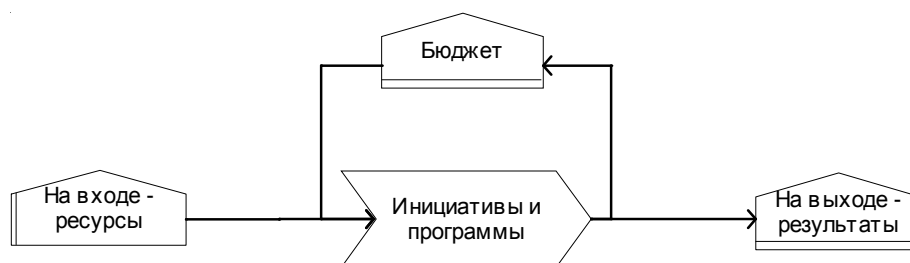 Бюджет
На входе -
ресурсы
Инициативы и
программы
На выходе -
результаты